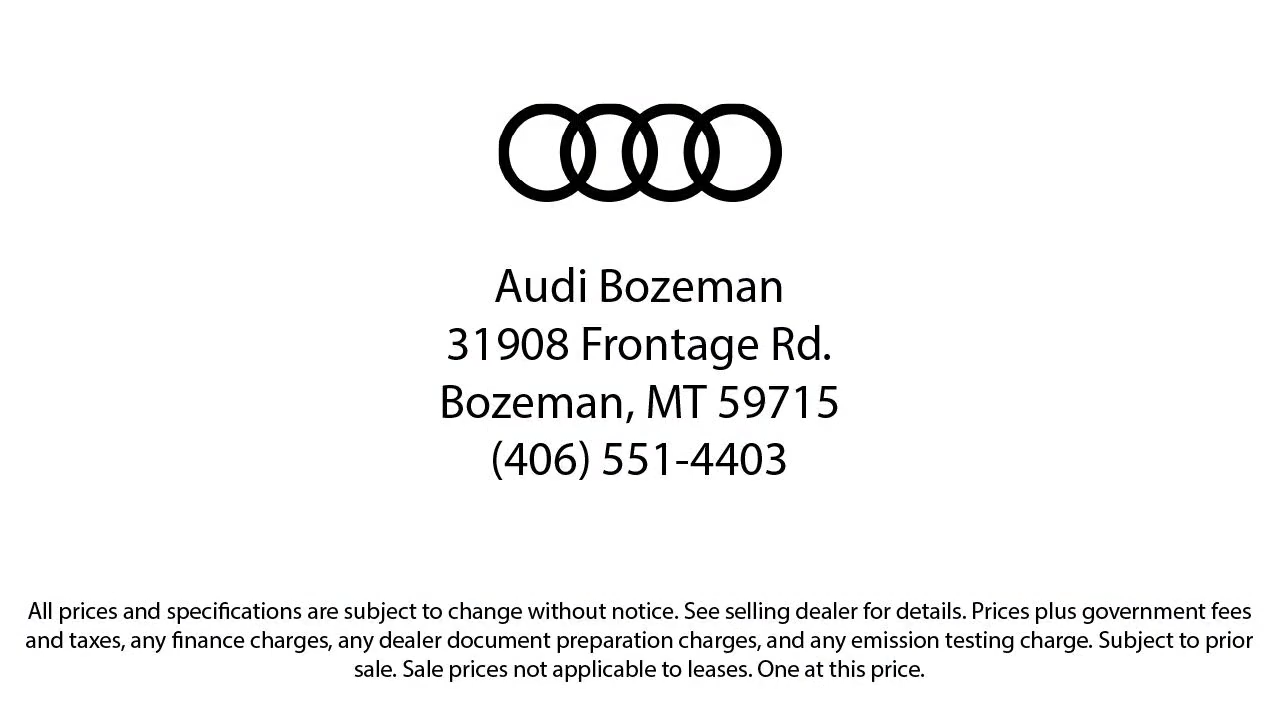 Audi Bozeman
31908 Frontage Rd.
Bozeman, MT 59715
(406) 551-4403
All prices and specifications are subject to change without notice. See selling dealer for details. Prices plus government fees
and taxes, any finance charges, any dealer document preparation charges, and any emission testing charge. Subject to prior
sale. Sale prices not applicable to leases. One at this price.